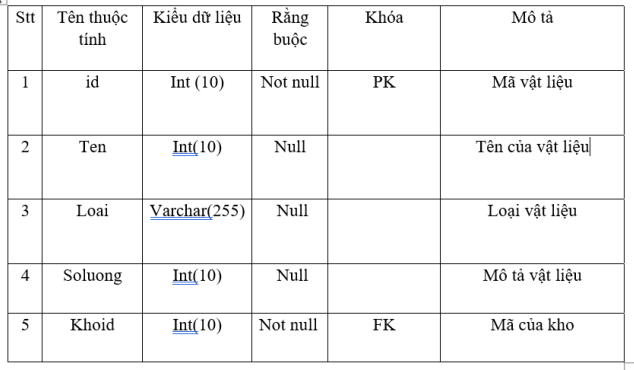 Stt Tên thuộc tính Kiểu dữ liệu Rằng buộc Khóa Mô tả
1 id Int (10) Not null PK Mã vật liệu
2 Ten Int(10) Null Tên của vật liệu
3 Loai Varchar(255) Null Loại vật liệu
4 Soluong Int(10) Null Mô tả vật liệu
5 Khoid Int(10) Not null FK Mã của kho